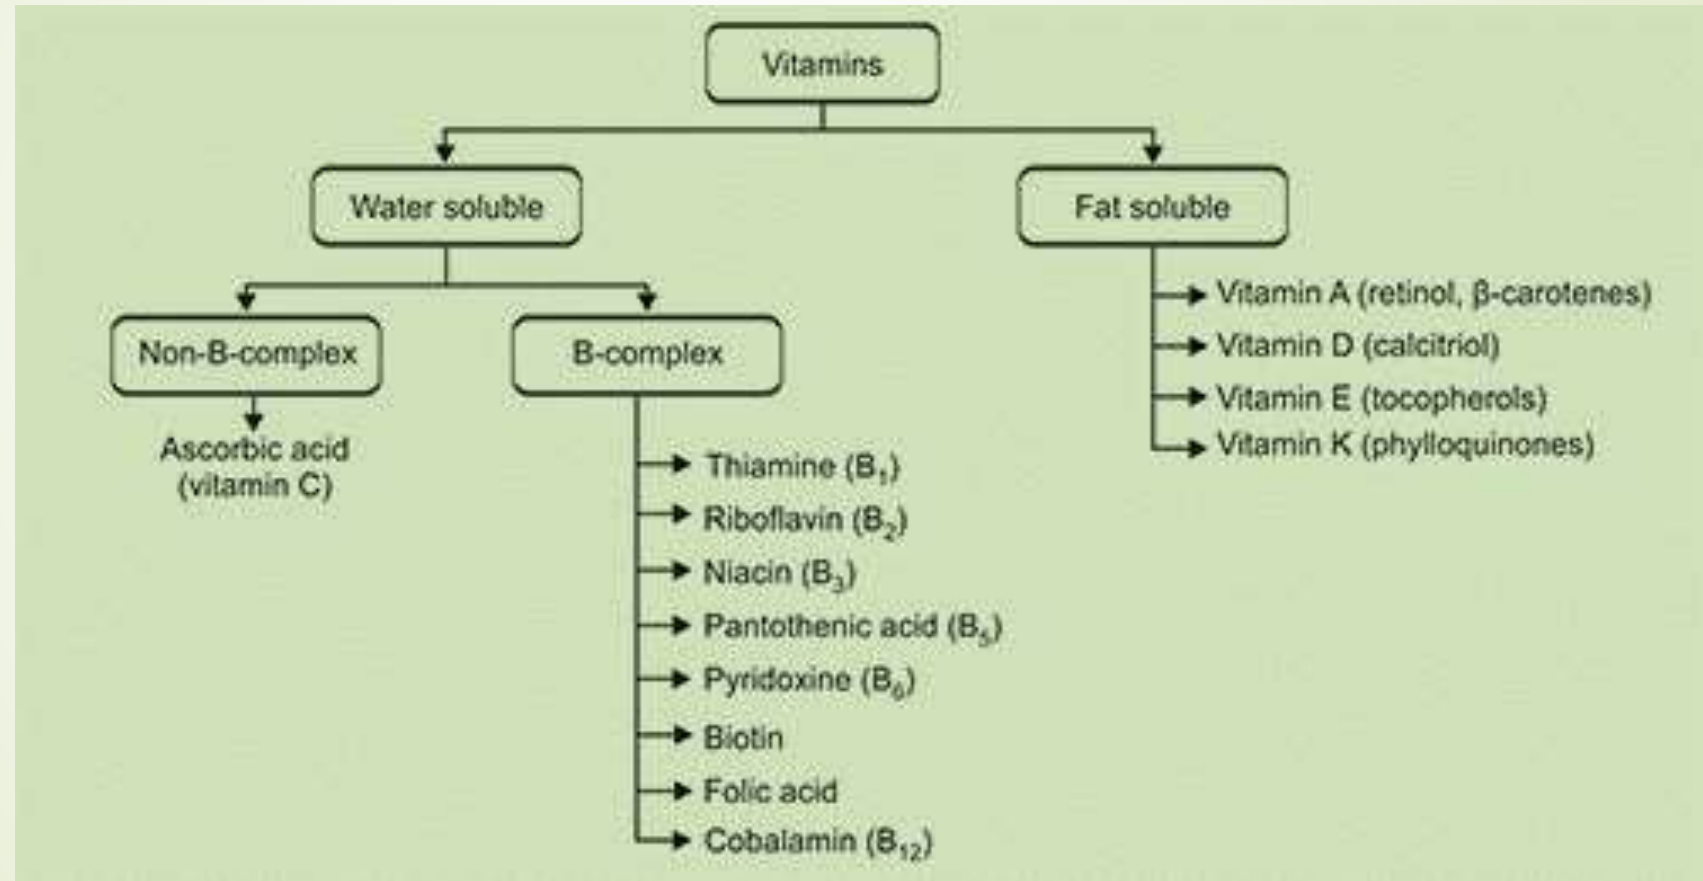 Vitamins
Water soluble
Fat soluble
Non-B-complex
B-complex
Ascorbic acid
(vitamin C)
Thiamine (B₁)
Riboflavin (B₂)
Niacin (B₃)
Pantothenic acid (B₅)
Pyridoxine (B₆)
Biotin
Folic acid
Cobalamin (B₁₂)
Vitamin A (retinol, β-carotenes)
Vitamin D (calcitriol)
Vitamin E (tocopherols)
Vitamin K (phylloquinones)